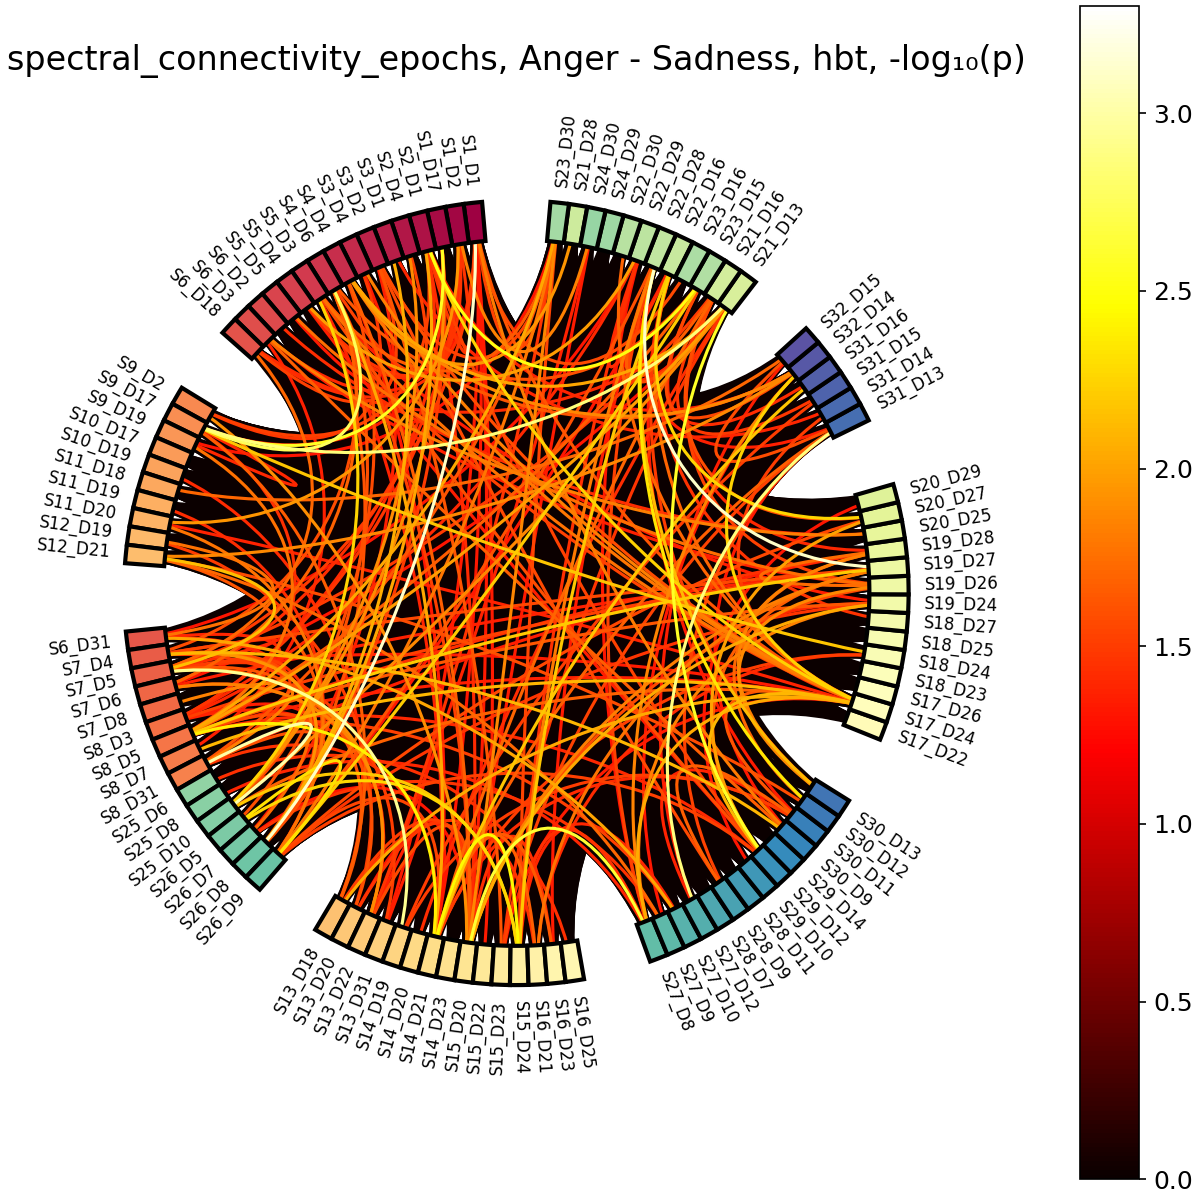 spectral_connectivity_epochs, Anger - Sadness, hbt, -log₁₀(p)
S1_D1
S1_D2
S1_D17
S2_D1
S2_D4
S3_D1
S3_D2
S3_D4
S4_D4
S4_D6
S5_D3
S5_D4
S5_D5
S6_D2
S6_D3
S6_D18
S9_D2
S9_D17
S9_D19
S10_D17
S10_D19
S11_D18
S11_D19
S11_D20
S12_D19
S12_D21
S6_D31
S7_D4
S7_D5
S7_D6
S7_D8
S8_D3
S8_D5
S8_D7
S8_D31
S25_D6
S25_D8
S25_D10
S26_D5
S26_D7
S26_D8
S26_D9
S13_D18
S13_D20
S13_D22
S13_D31
S14_D19
S14_D20
S14_D21
S14_D23
S15_D20
S15_D22
S15_D23
S15_D24
S16_D21
S16_D23
S16_D25
S27_D8
S27_D9
S27_D10
S27_D12
S28_D7
S28_D9
S28_D11
S29_D10
S29_D12
S29_D14
S30_D9
S30_D11
S30_D12
S30_D13
S17_D22
S17_D24
S17_D26
S18_D23
S18_D24
S18_D25
S18_D27
S19_D24
S19_D26
S19_D27
S19_D28
S20_D25
S20_D27
S20_D29
S31_D13
S31_D14
S31_D15
S31_D16
S32_D14
S32_D15
S21_D13
S21_D16
S23_D15
S23_D16
S22_D16
S22_D28
S22_D29
S22_D30
S24_D29
S24_D30
S21_D28
S23_D30
3.0
2.5
2.0
1.5
1.0
0.5
0.0